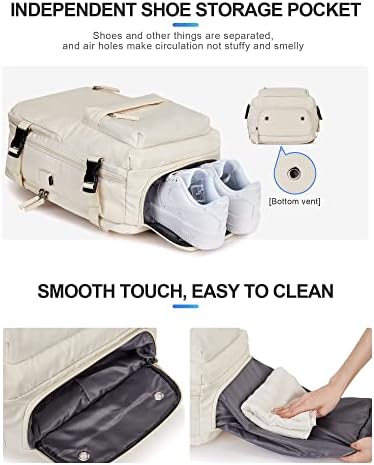 INDEPENDENT SHOE STORAGE POCKET
Shoes and other things are separated,
and air holes make circulation not stuffy and smelly
[Bottom vent]
SMOOTH TOUCH, EASY TO CLEAN